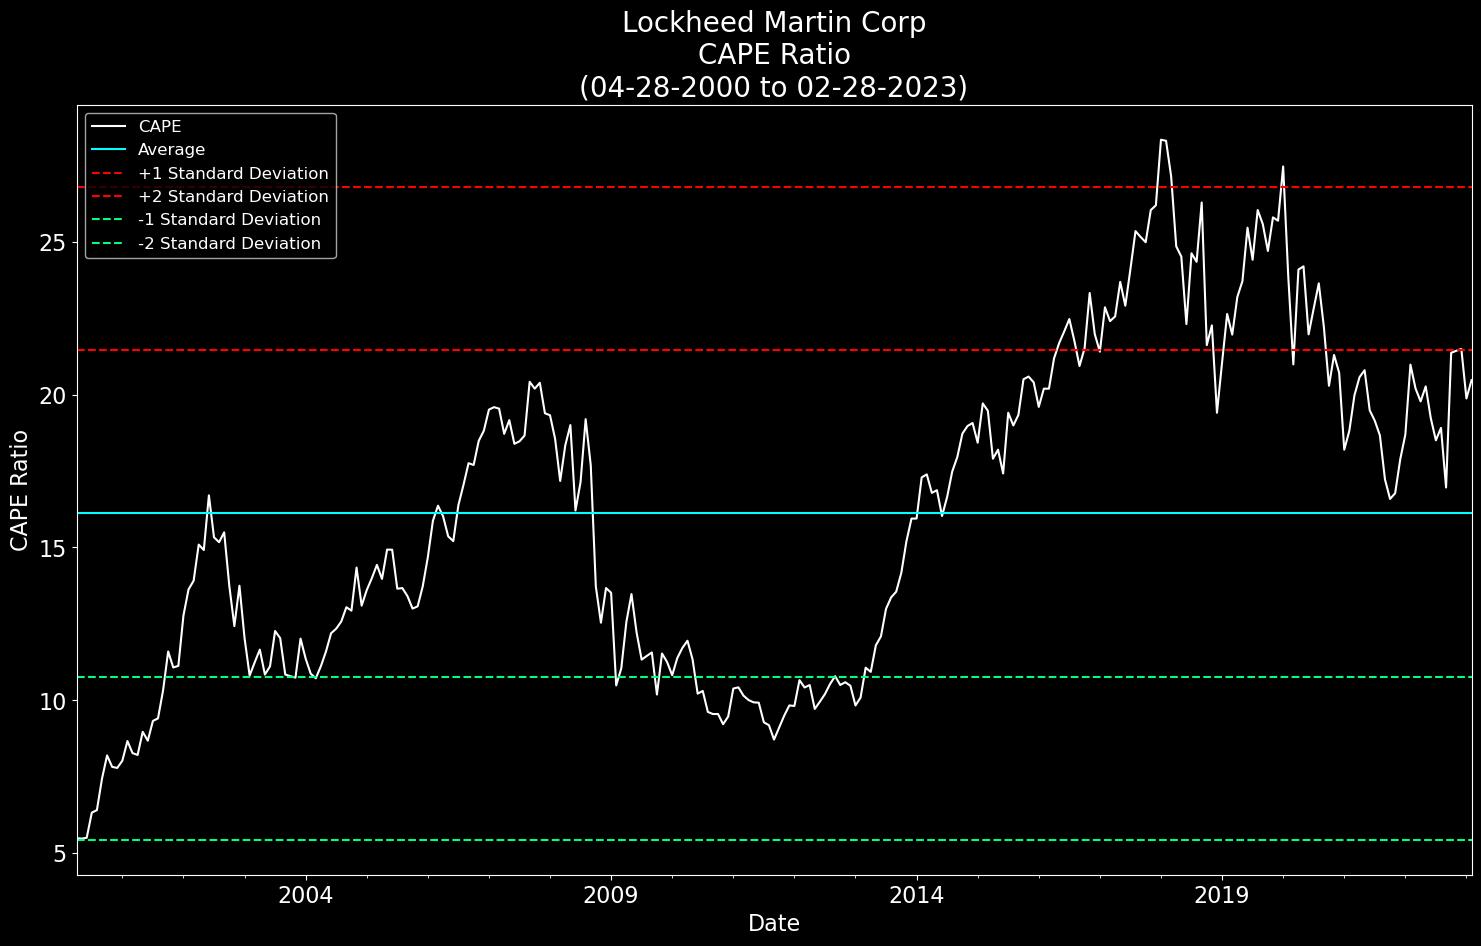 Lockheed Martin Corp
CAPE Ratio
(04-28-2000 to 02-28-2023)
CAPE
Average
+1 Standard Deviation
+2 Standard Deviation
-1 Standard Deviation
-2 Standard Deviation
25
20
15
10
5
CAPE Ratio
2004
2009
2014
2019
Date